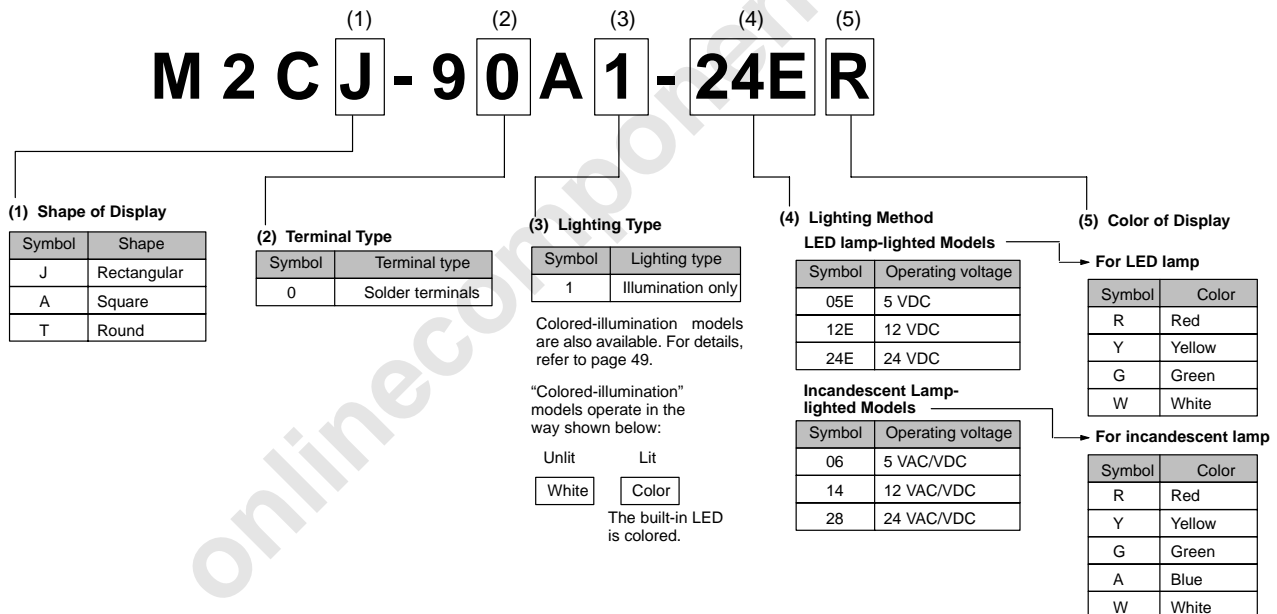 (1) (2) (3) (4) (5)
M2CJ-90A1-24ER
(1) Shape of Display
Symbol Shape
J Rectangular
A Square
T Round
(2) Terminal Type
Symbol Terminal type
0 Solder terminals
(3) Lighting Type
Symbol Lighting type
1 Illumination only
Colored-illumination models
are also available. For details,
refer to page 49.
“Colored-illumination”
models operate in the
way shown below:
Unlit Lit
White Color
The built-in LED
is colored.
(4) Lighting Method
LED lamp-lighted Models
Symbol Operating voltage
05E 5 VDC
12E 12 VDC
24E 24 VDC
Incandescent Lamp-
lighted Models
Symbol Operating voltage
06 5 VAC/VDC
14 12 VAC/VDC
28 24 VAC/VDC
(5) Color of Display
For LED lamp
Symbol Color
R Red
Y Yellow
G Green
W White
For incandescent lamp
Symbol Color
R Red
Y Yellow
G Green
A Blue
W White
onlinecomponen